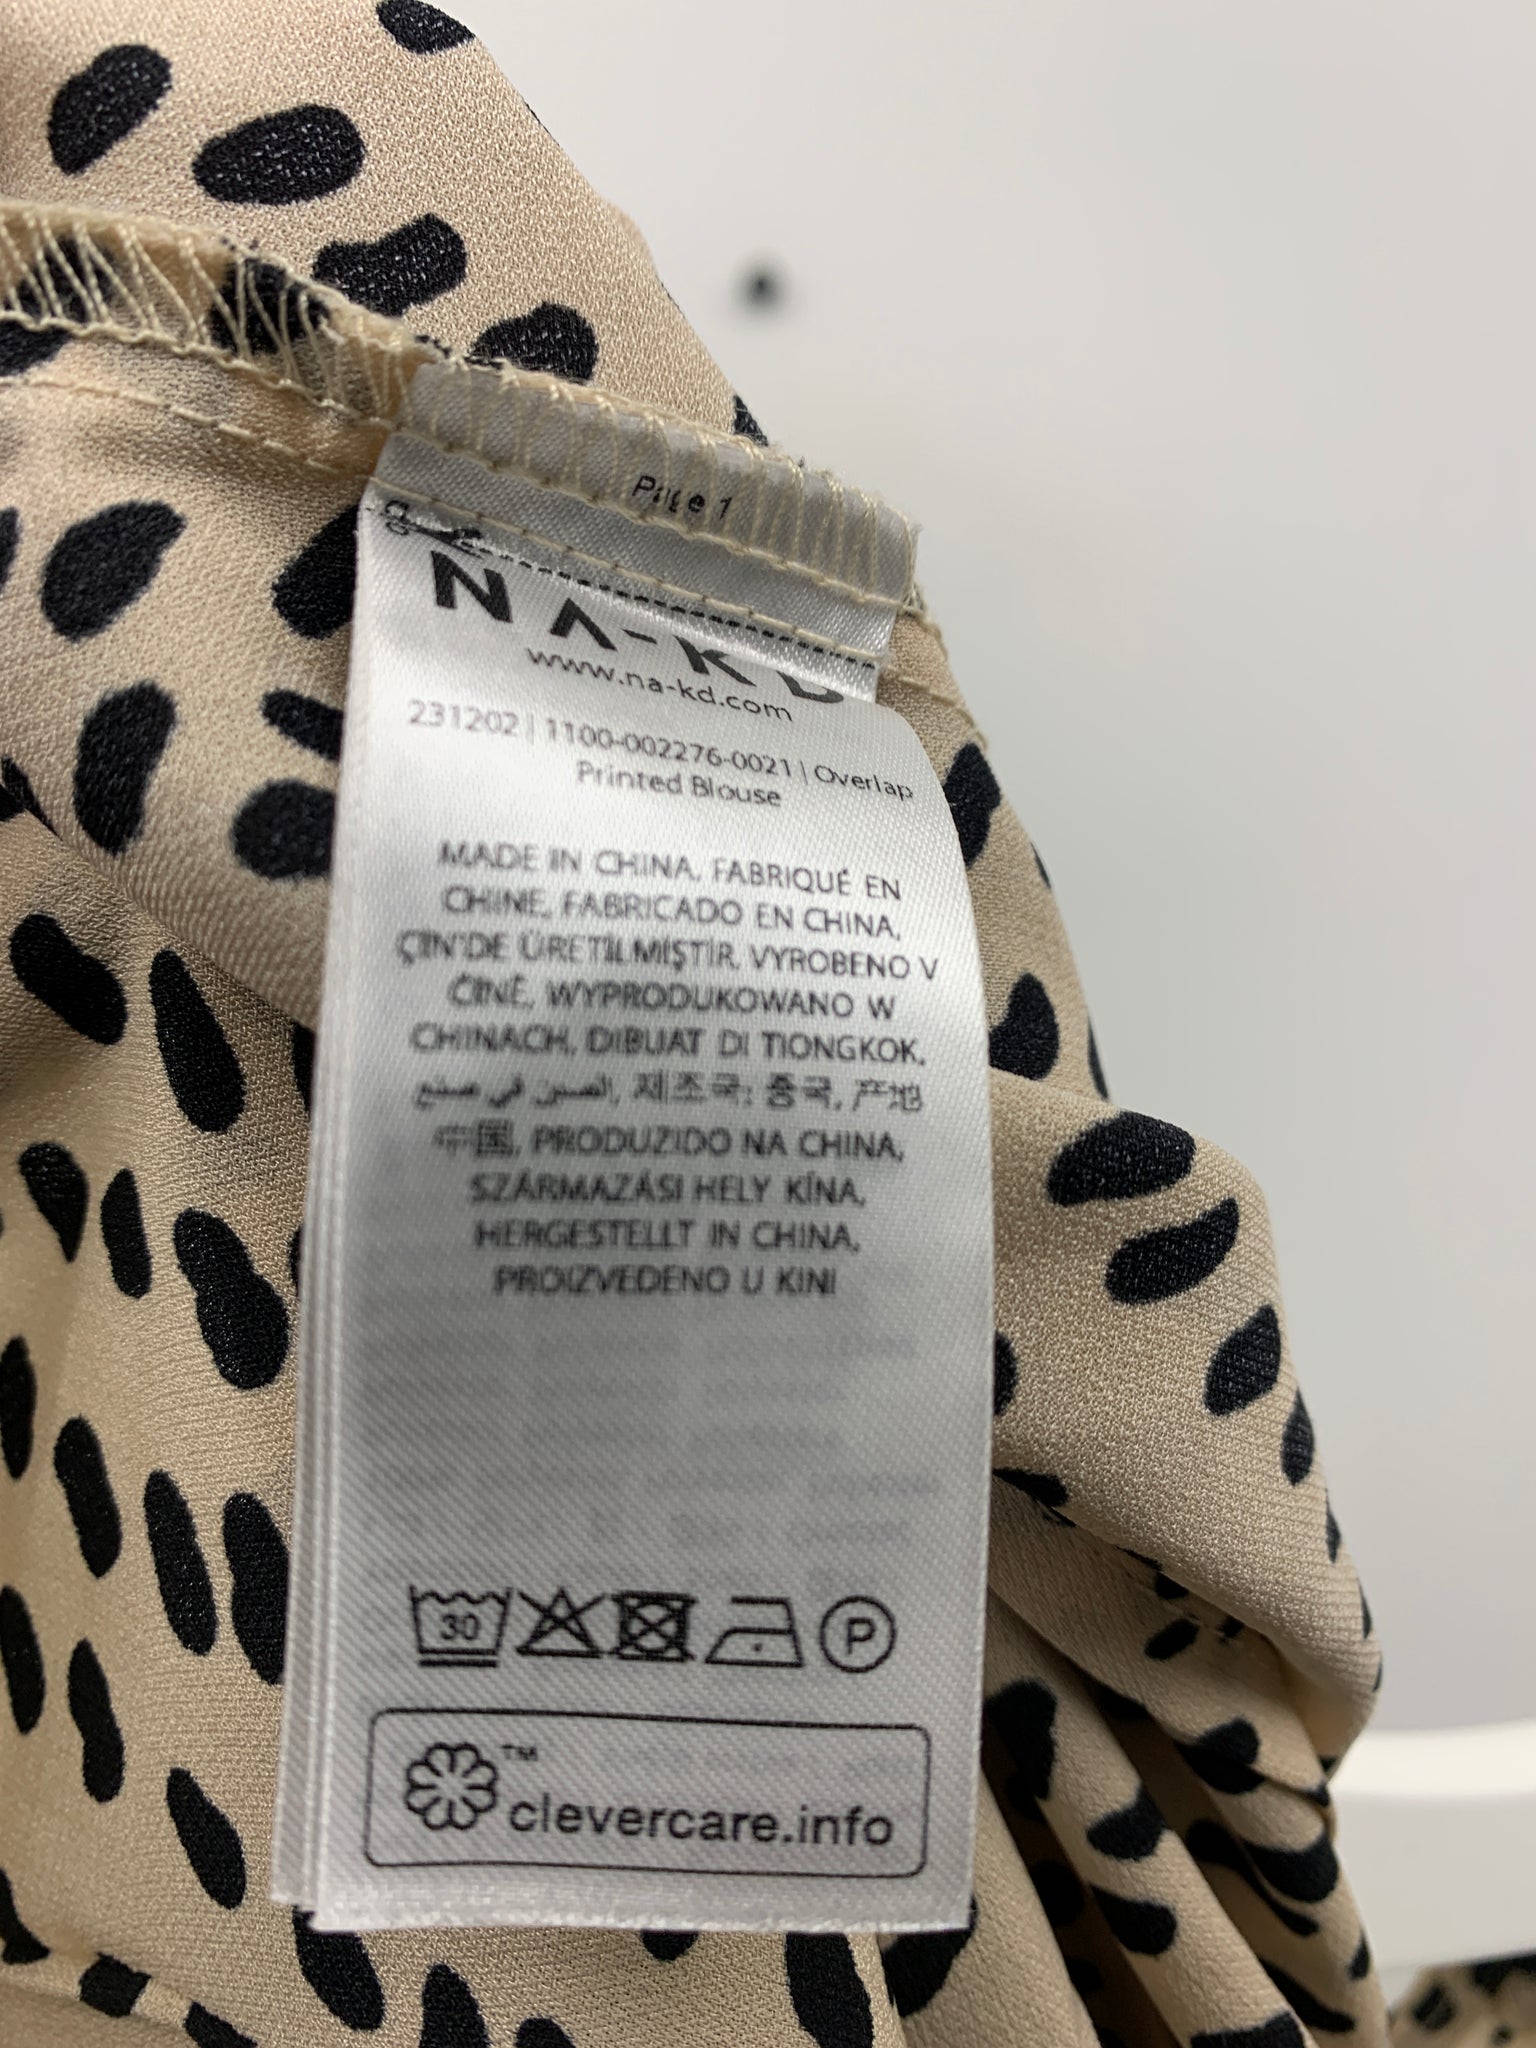 Page 1
NA-KD
www.na-kd.com
231202 | 1100-002276-0021 | Overlap
Printed Blouse
MADE IN CHINA, FABRIQUÉ EN
CHINE, FABRICADO EN CHINA,
ÇIN'DE ÜRETILMIŞTIR, VYROBENO V
ČÍNĚ, WYPRODUKOWANO W
CHINACH, DIBUAT DI TIONGKOK,
الصين في صنع, 제조국: 중국, 产地
中国, PRODUZIDO NA CHINA,
SZÁRMAZÁSI HELY KÍNA,
HERGESTELLT IN CHINA,
PROIZVEDENO U KINI
30 P
™ clevercare.info